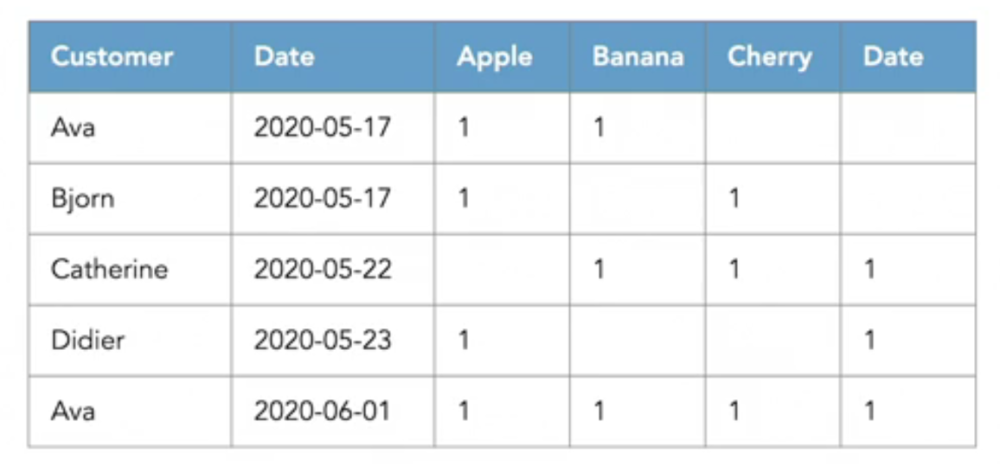 Customer Date Apple Banana Cherry Date
Ava 2020-05-17 1 1
Bjorn 2020-05-17 1 1
Catherine 2020-05-22 1 1 1
Didier 2020-05-23 1 1
Ava 2020-06-01 1 1 1 1